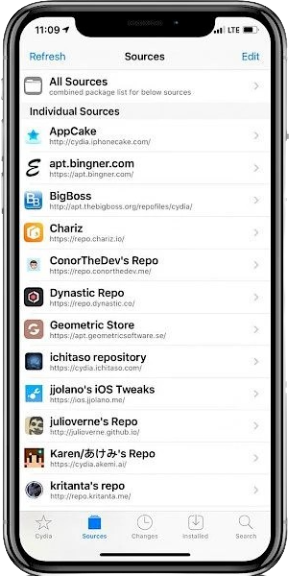 11:09
LTE
Refresh
Sources
Edit
All Sources
combined package list for below sources
Individual Sources
AppCake
http://cydia.iphonecake.com/
apt.bingner.com
https://apt.bingner.com/
BigBoss
http://apt.thebigboss.org/repofiles/cydia/
Chariz
https://repo.chariz.io/
ConorTheDev's Repo
https://repo.conorthedev.me/
Dynastic Repo
https://repo.dynastic.co/
Geometric Store
https://apt.geometricsoftware.se/
ichitaso repository
https://cydia.ichitaso.com/
jjolano's iOS Tweaks
https://ios.jjolano.me/
julioverne's Repo
http://julioverne.github.io/
Karen/あけみ's Repo
https://cydia.akemi.ai/
kritanta's repo
http://repo.kritanta.me/
Cydia
Sources
Changes
Installed
Search